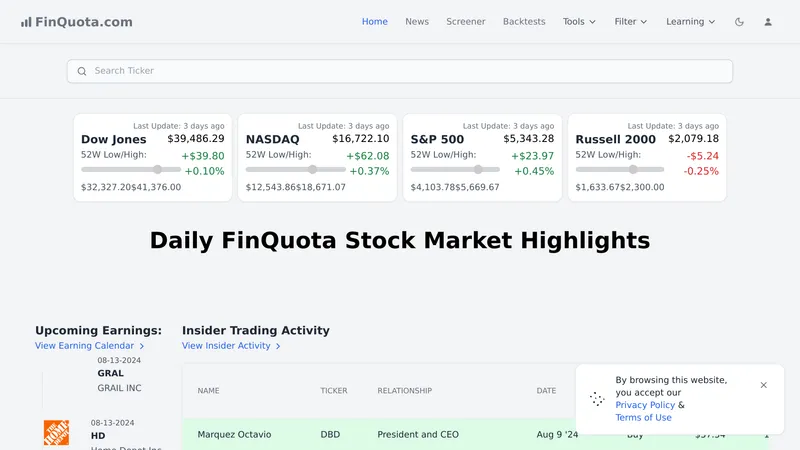 FinQuota.com
Home News Screener Backtests Tools Filter Learning
Search Ticker
Last Update: 3 days ago
Dow Jones $39,486.29
52W Low/High: +$39.80
+0.10%
$32,327.20$41,376.00
Last Update: 3 days ago
NASDAQ $16,722.10
52W Low/High: +$62.08
+0.37%
$12,543.86$18,671.07
Last Update: 3 days ago
S&P 500 $5,343.28
52W Low/High: +$23.97
+0.45%
$4,103.78$5,669.67
Last Update: 3 days ago
Russell 2000 $2,079.18
52W Low/High: -$5.24
-0.25%
$1,633.67$2,300.00
Daily FinQuota Stock Market Highlights
Upcoming Earnings:
View Earning Calendar
08-13-2024
GRAL
GRAIL INC
THE HOME DEPOT
08-13-2024
HD
Home Depot Inc
Insider Trading Activity
View Insider Activity
NAME TICKER RELATIONSHIP DATE
Marquez Octavio DBD President and CEO Aug 9 '24
By browsing this website,
you accept our
Privacy Policy &
Terms of Use